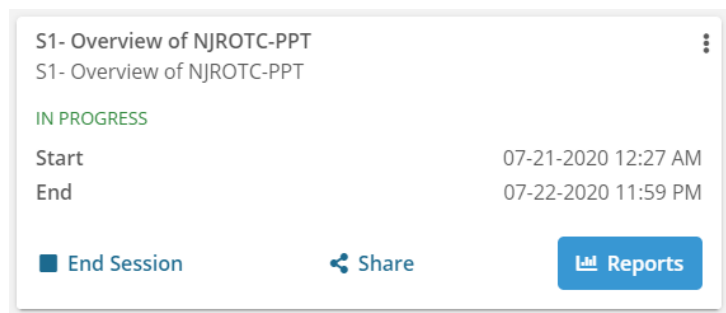 S1- Overview of NJROTC-PPT
S1- Overview of NJROTC-PPT
IN PROGRESS
Start 07-21-2020 12:27 AM
End 07-22-2020 11:59 PM
End Session Share Reports